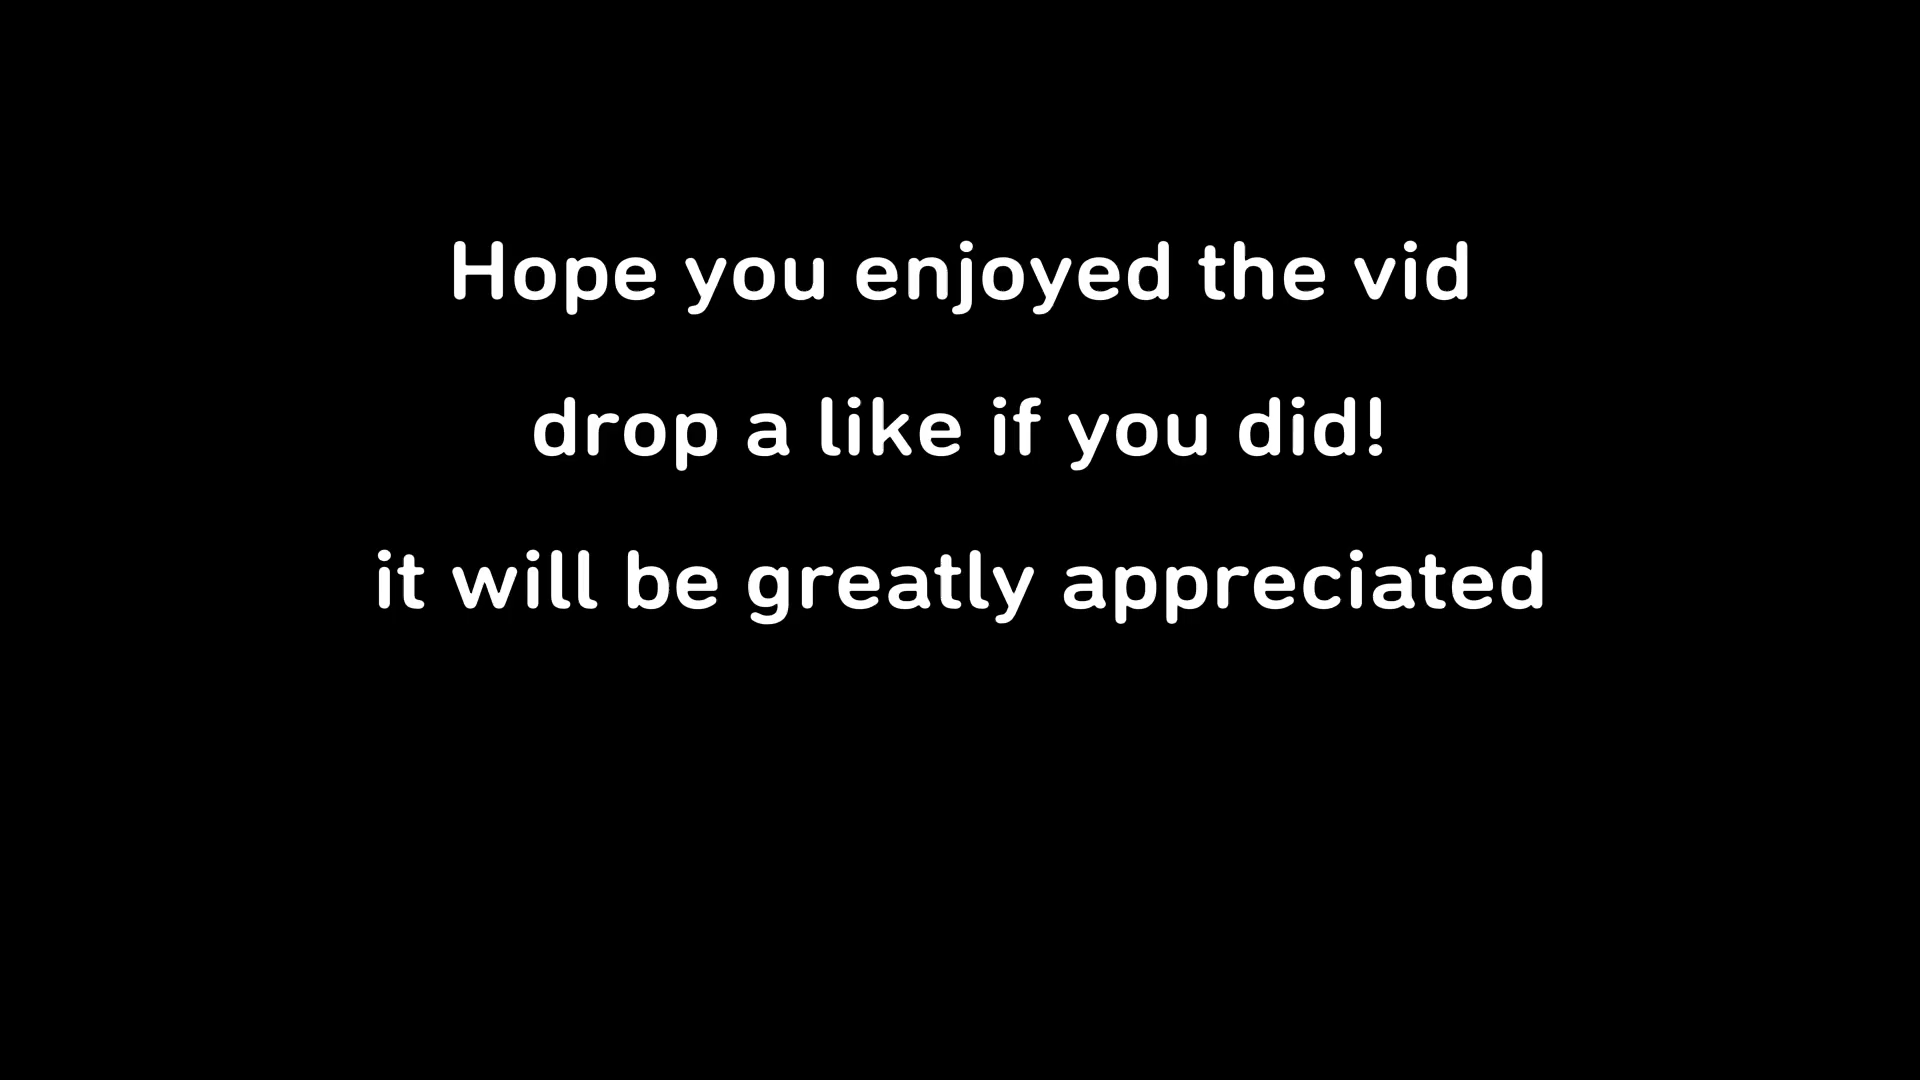 Hope you enjoyed the vid
drop a like if you did!
it will be greatly appreciated